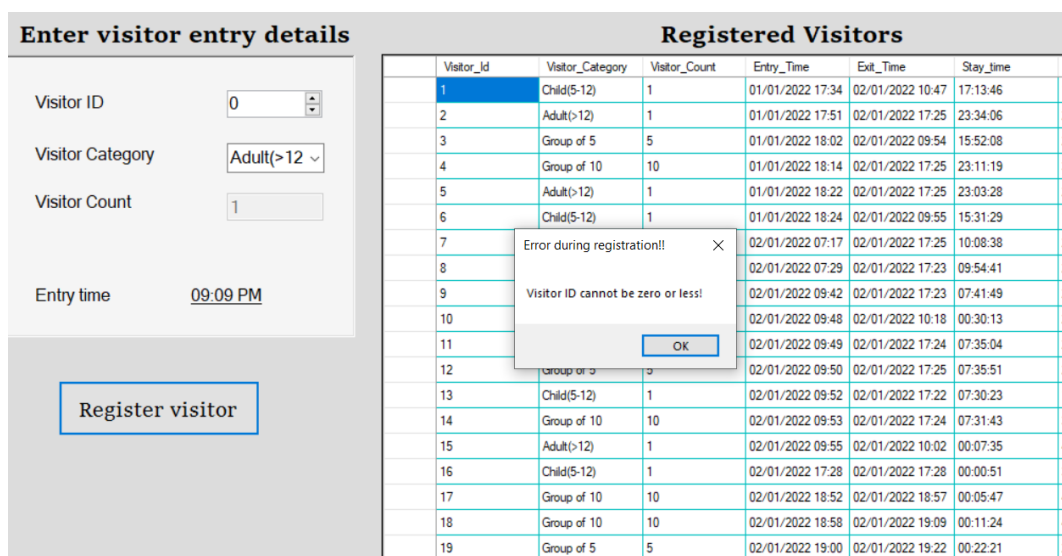 Enter visitor entry details
Visitor ID
0
Visitor Category
Adult(>12
Visitor Count
1
Entry time
09:09 PM
Register visitor
Registered Visitors
Visitor_Id Visitor_Category Visitor_Count Entry_Time Exit_Time Stay_time
1 Child(5-12) 1 01/01/2022 17:34 02/01/2022 10:47 17:13:46
2 Adult(>12) 1 01/01/2022 17:51 02/01/2022 17:25 23:34:06
3 Group of 5 5 01/01/2022 18:02 02/01/2022 09:54 15:52:08
4 Group of 10 10 01/01/2022 18:14 02/01/2022 17:25 23:11:19
5 Adult(>12) 1 01/01/2022 18:22 02/01/2022 17:25 23:03:28
6 Child(5-12) 1 01/01/2022 18:24 02/01/2022 09:55 15:31:29
7 02/01/2022 07:17 02/01/2022 17:25 10:08:38
8 02/01/2022 07:29 02/01/2022 17:23 09:54:41
9 02/01/2022 09:42 02/01/2022 17:23 07:41:49
10 02/01/2022 09:48 02/01/2022 10:18 00:30:13
11 02/01/2022 09:49 02/01/2022 17:24 07:35:04
12 Group of 5 5 02/01/2022 09:50 02/01/2022 17:25 07:35:51
13 Child(5-12) 1 02/01/2022 09:52 02/01/2022 17:22 07:30:23
14 Group of 10 10 02/01/2022 09:53 02/01/2022 17:24 07:31:43
15 Adult(>12) 1 02/01/2022 09:55 02/01/2022 10:02 00:07:35
16 Child(5-12) 1 02/01/2022 17:28 02/01/2022 17:28 00:00:51
17 Group of 10 10 02/01/2022 18:52 02/01/2022 18:57 00:05:47
18 Group of 10 10 02/01/2022 18:58 02/01/2022 19:09 00:11:24
19 Group of 5 5 02/01/2022 19:00 02/01/2022 19:22 00:22:21
Error during registration!!
Visitor ID cannot be zero or less!
OK